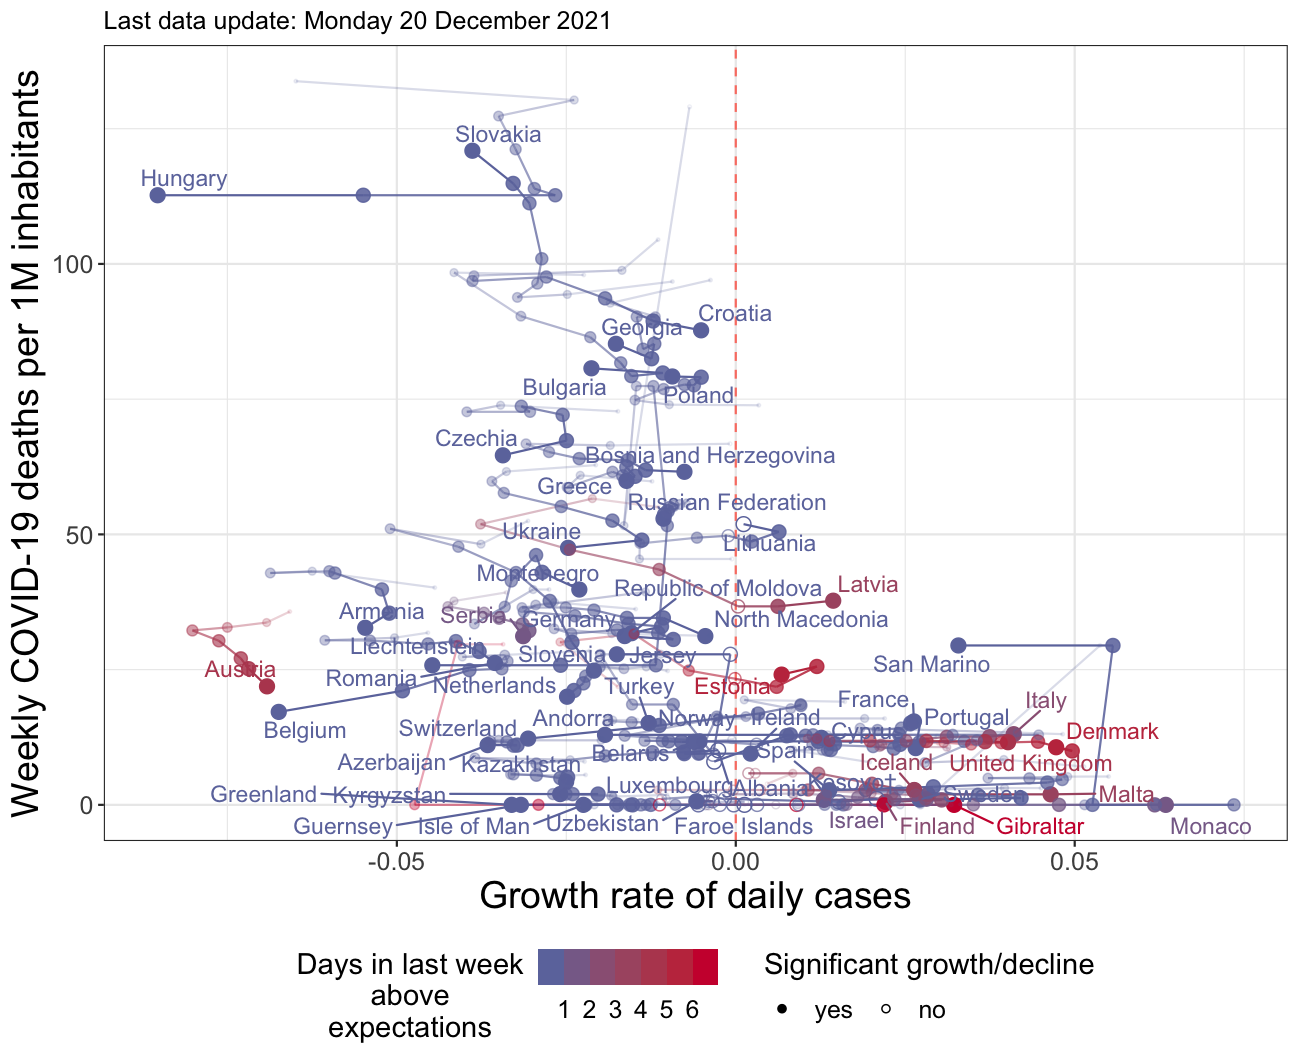 Last data update: Monday 20 December 2021
Weekly COVID-19 deaths per 1M inhabitants
100
50
0
Slovakia
Hungary
Croatia
Georgia
Bulgaria
Poland
Czechia
Bosnia and Herzegovina
Greece
Russian Federation
Ukraine
Lithuania
Montenegro
Republic of Moldova
Latvia
Armenia
Serbia
Germany
North Macedonia
Liechtenstein
Slovenia
Jersey
San Marino
Austria
Romania
Netherlands
Turkey
Estonia
France
Italy
Belgium
Switzerland
Andorra
Norway
Ireland
Cyprus
Portugal
Denmark
Azerbaijan
Kazakhstan
Belarus
Spain
Iceland
United Kingdom
Greenland
Kyrgyzstan
Luxembourg
Albania
Kosovo†
Sweden
Malta
Guernsey
Isle of Man
Uzbekistan
Faroe Islands
Israel
Finland
Gibraltar
Monaco
-0.05
0.00
0.05
Growth rate of daily cases
Days in last week
above
expectations
1 2 3 4 5 6
Significant growth/decline
yes
no